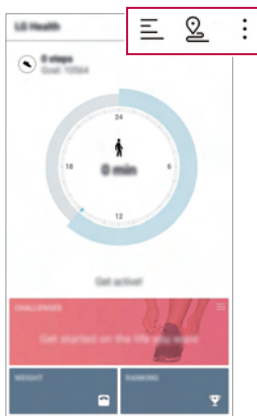 LG Health
0 steps
Goal: 10564
24
18
6
0 min
12
Get active!
CHALLENGES
Get started on the life you want
WEIGHT
RANKING